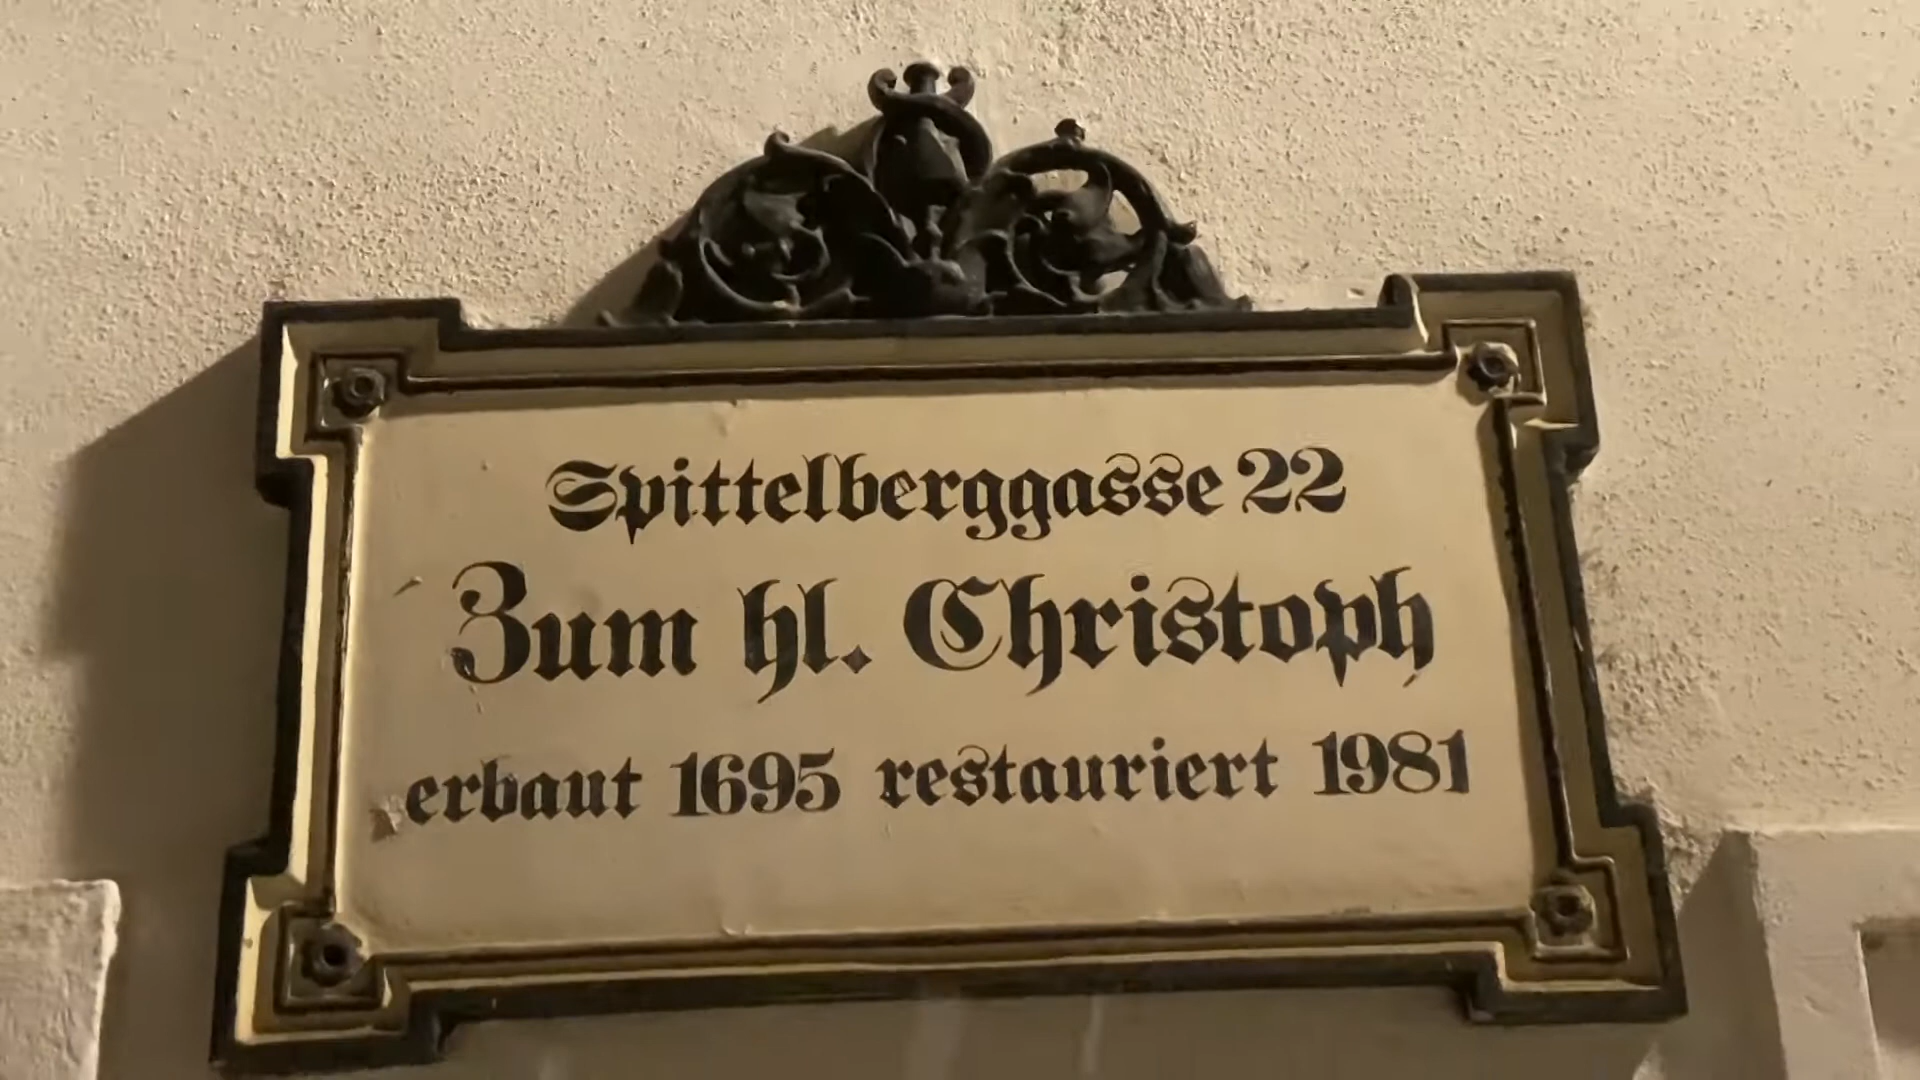 Spittelberggasse 22
Zum hl. Christoph
erbaut 1695 restauriert 1981